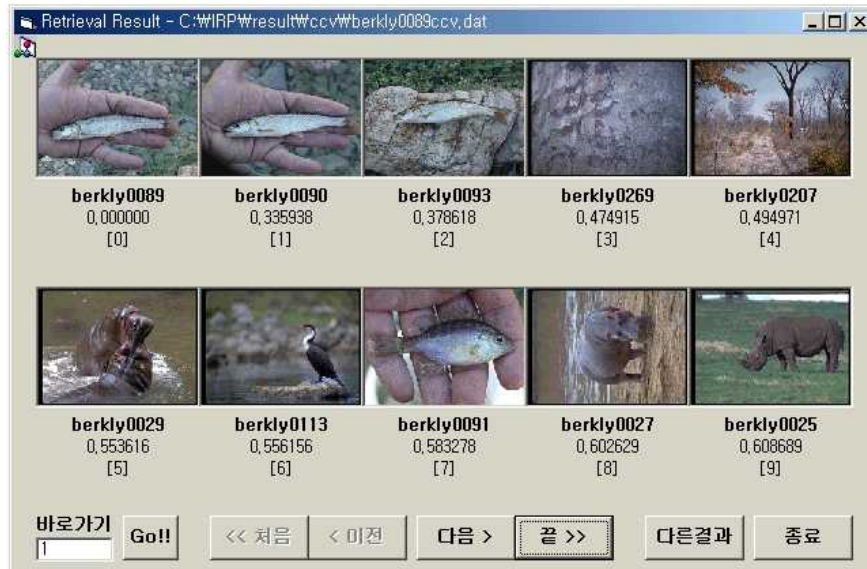 Retrieval Result - C:₩IRP₩result₩ccv₩berkly0089ccv,dat
berkly0089 berkly0090 berkly0093 berkly0269 berkly0207
0,000000 0,335938 0,378618 0,474915 0,494971
[0] [1] [2] [3] [4]
berkly0029 berkly0113 berkly0091 berkly0027 berkly0025
0,553616 0,556156 0,583278 0,602629 0,608689
[5] [6] [7] [8] [9]
바로가기
1 Go!! << 처음 < 이전 다음 > 끝 >> 다른결과 종료